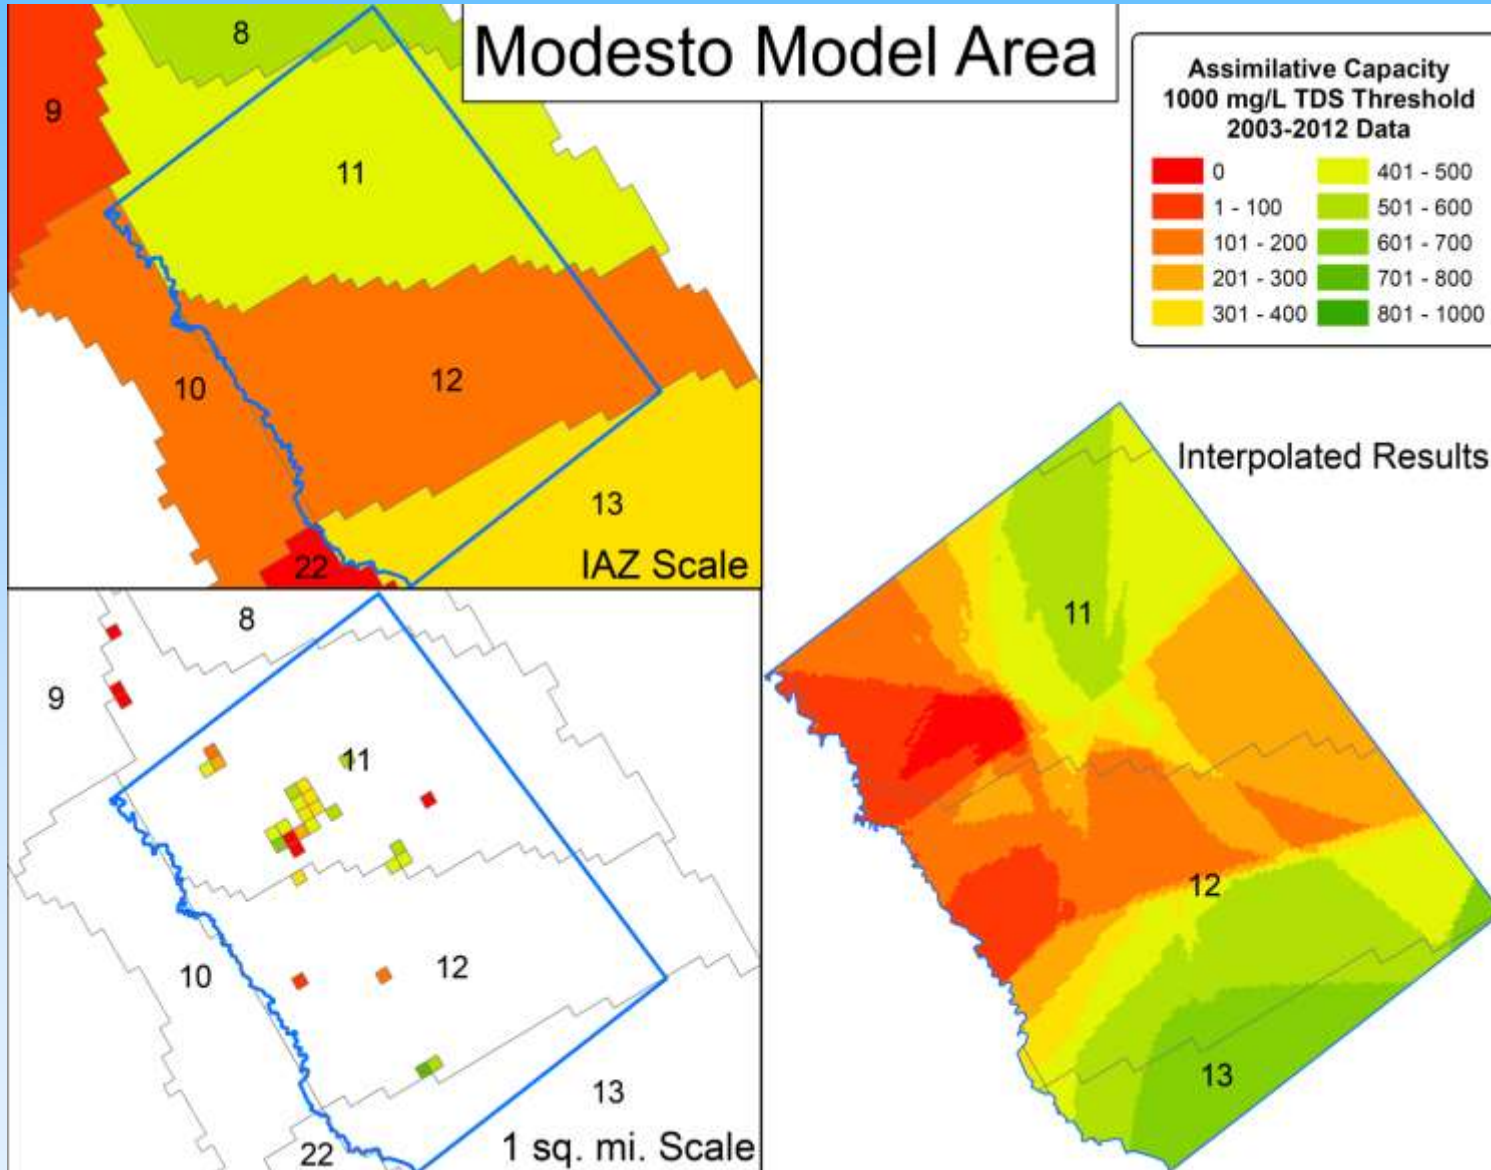 Modesto Model Area
Assimilative Capacity
1000 mg/L TDS Threshold
2003-2012 Data
0
1 - 100
101 - 200
201 - 300
301 - 400
401 - 500
501 - 600
601 - 700
701 - 800
801 - 1000
8
9
11
10
12
13
22
IAZ Scale
8
9
11
10
12
13
22
1 sq. mi. Scale
Interpolated Results
11
12
13